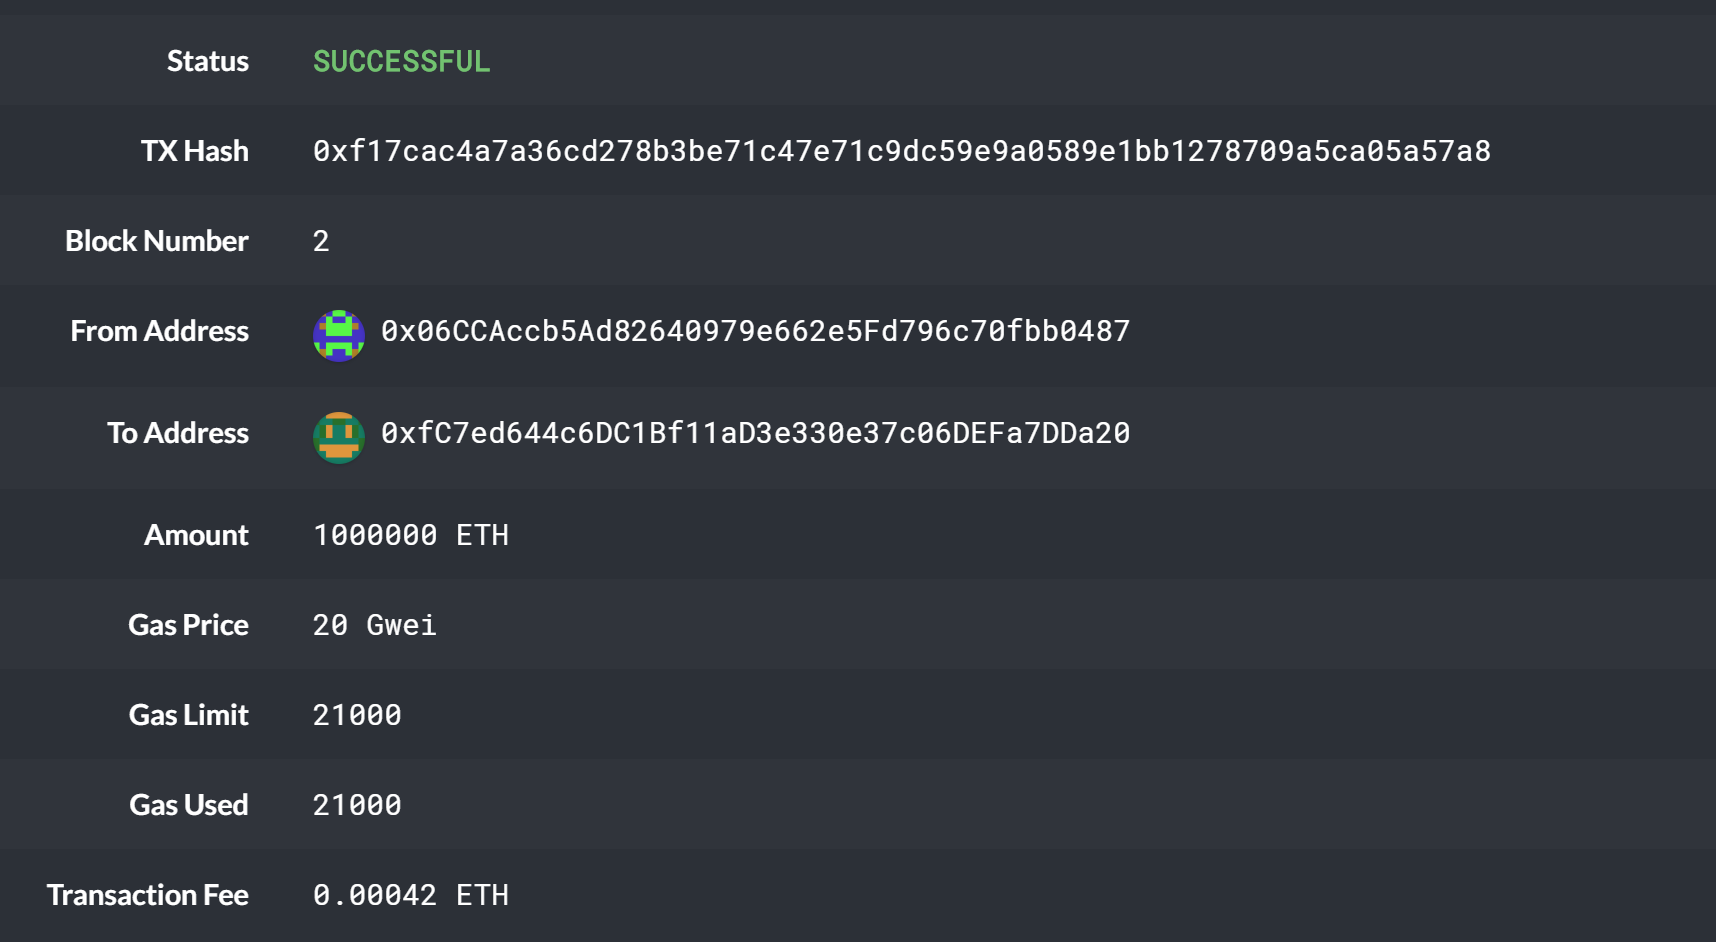 Status SUCCESSFUL
TX Hash 0xf17cac4a7a36cd278b3be71c47e71c9dc59e9a0589e1bb1278709a5ca05a57a8
Block Number 2
From Address 0x06CCAccb5Ad82640979e662e5Fd796c70fbb0487
To Address 0xfC7ed644c6DC1Bf11aD3e330e37c06DEFa7DDa20
Amount 1000000 ETH
Gas Price 20 Gwei
Gas Limit 21000
Gas Used 21000
Transaction Fee 0.00042 ETH